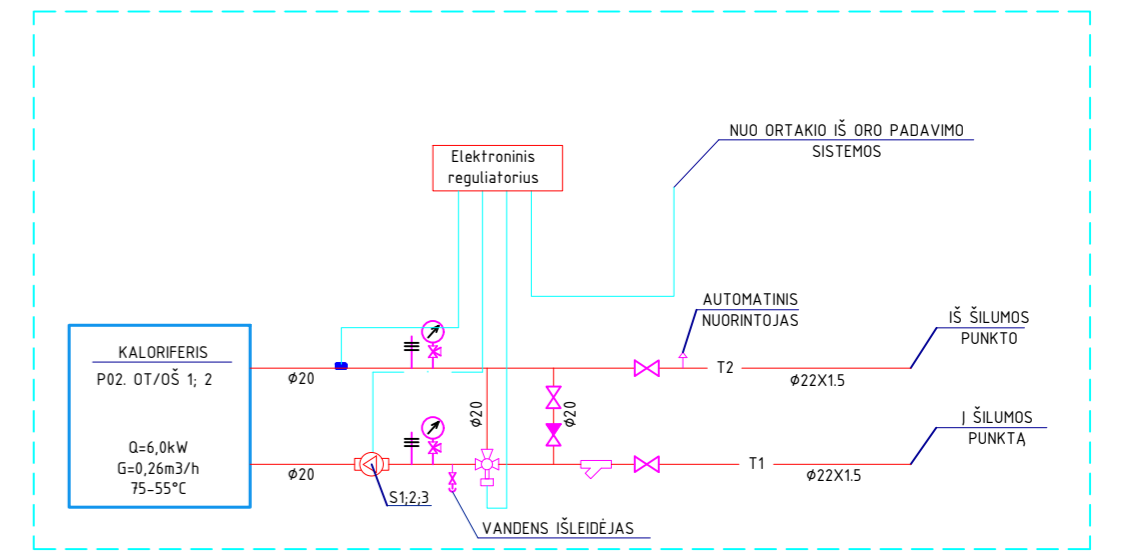 NUO ORTAKIO IŠ ORO PADAVIMO
SISTEMOS
Elektroninis
reguliatorius
AUTOMATINIS
NUORINTOJAS
IŠ ŠILUMOS
PUNKTO
KALORIFERIS
P02. OT/OŠ 1; 2
Q=6,0kW
G=0,26m3/h
75-55°C
Ø20
T2
Ø22X1.5
Ø20
Ø20
Į ŠILUMOS
PUNKTĄ
Ø20
T1
Ø22X1.5
S1;2;3
VANDENS IŠLEIDĖJAS